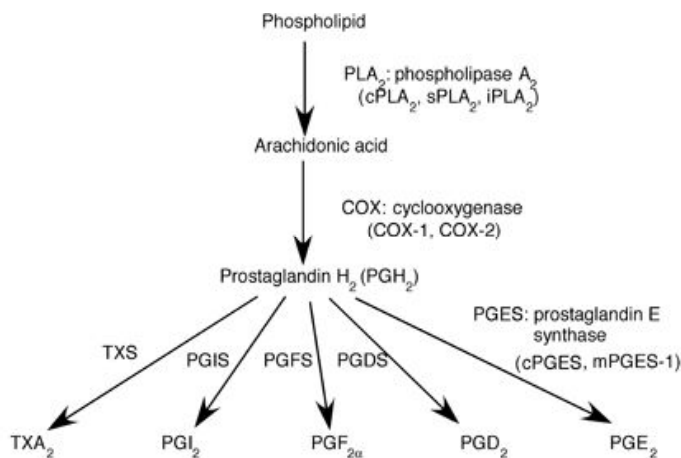 Phospholipid
PLA₂: phospholipase A₂
(cPLA₂, sPLA₂, iPLA₂)
Arachidonic acid
COX: cyclooxygenase
(COX-1, COX-2)
Prostaglandin H₂ (PGH₂)
PGES: prostaglandin E
synthase
(cPGES, mPGES-1)
TXS PGIS PGFS PGDS
TXA₂ PGI₂ PGF₂α PGD₂ PGE₂